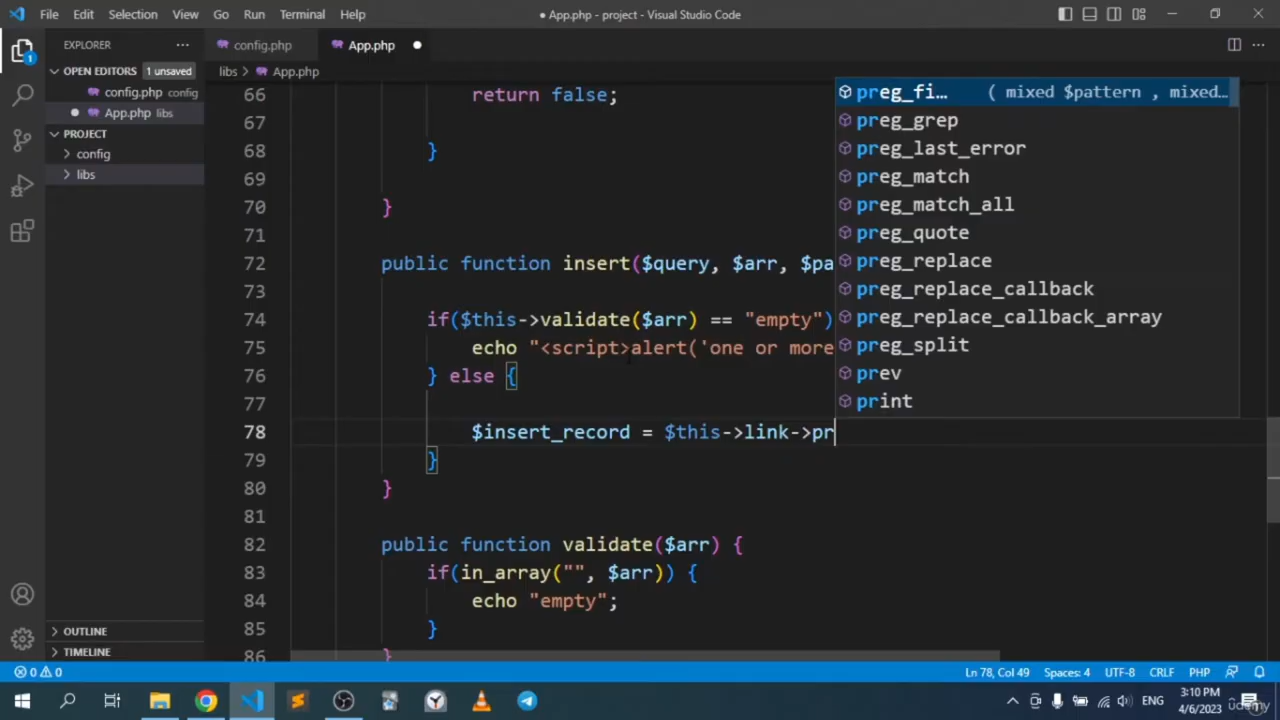 File Edit Selection View Go Run Terminal Help
● App.php - project - Visual Studio Code
EXPLORER
config.php
App.php
OPEN EDITORS 1 unsaved
libs > App.php
config.php config
App.php libs
PROJECT
config
libs
66 return false;
67
68 }
69
70 }
71
72 public function insert($query, $arr, $pa
73
74 if($this->validate($arr) == "empty")
75 echo "<script>alert('one or more
76 } else {
77
78 $insert_record = $this->link->pr
79 }
80 }
81
82 public function validate($arr) {
83 if(in_array("", $arr)) {
84 echo "empty";
85 }
86 }
preg_fi… ( mixed $pattern , mixed…
preg_grep
preg_last_error
preg_match
preg_match_all
preg_quote
preg_replace
preg_replace_callback
preg_replace_callback_array
preg_split
prev
print
OUTLINE
TIMELINE
0 0
Ln 78, Col 49 Spaces: 4 UTF-8 CRLF PHP
1
ENG
3:10 PM
4/6/2023
udemy